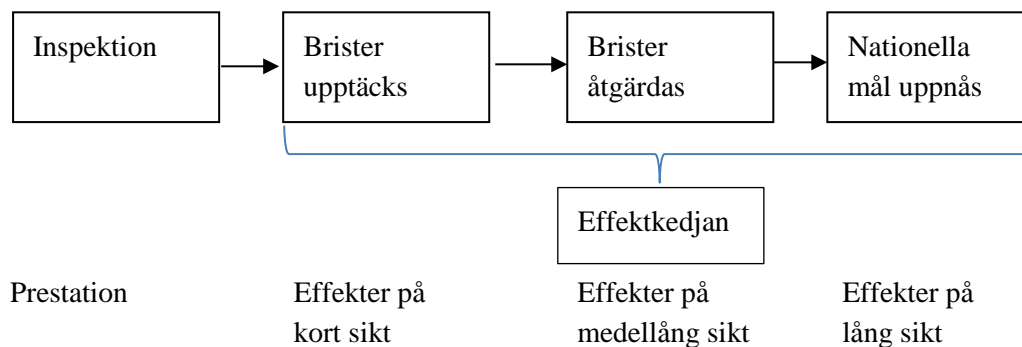 Inspektion
Brister
upptäcks
Brister
åtgärdas
Nationella
mål uppnås
Effektkedjan
Prestation
Effekter på
kort sikt
Effekter på
medellång sikt
Effekter på
lång sikt